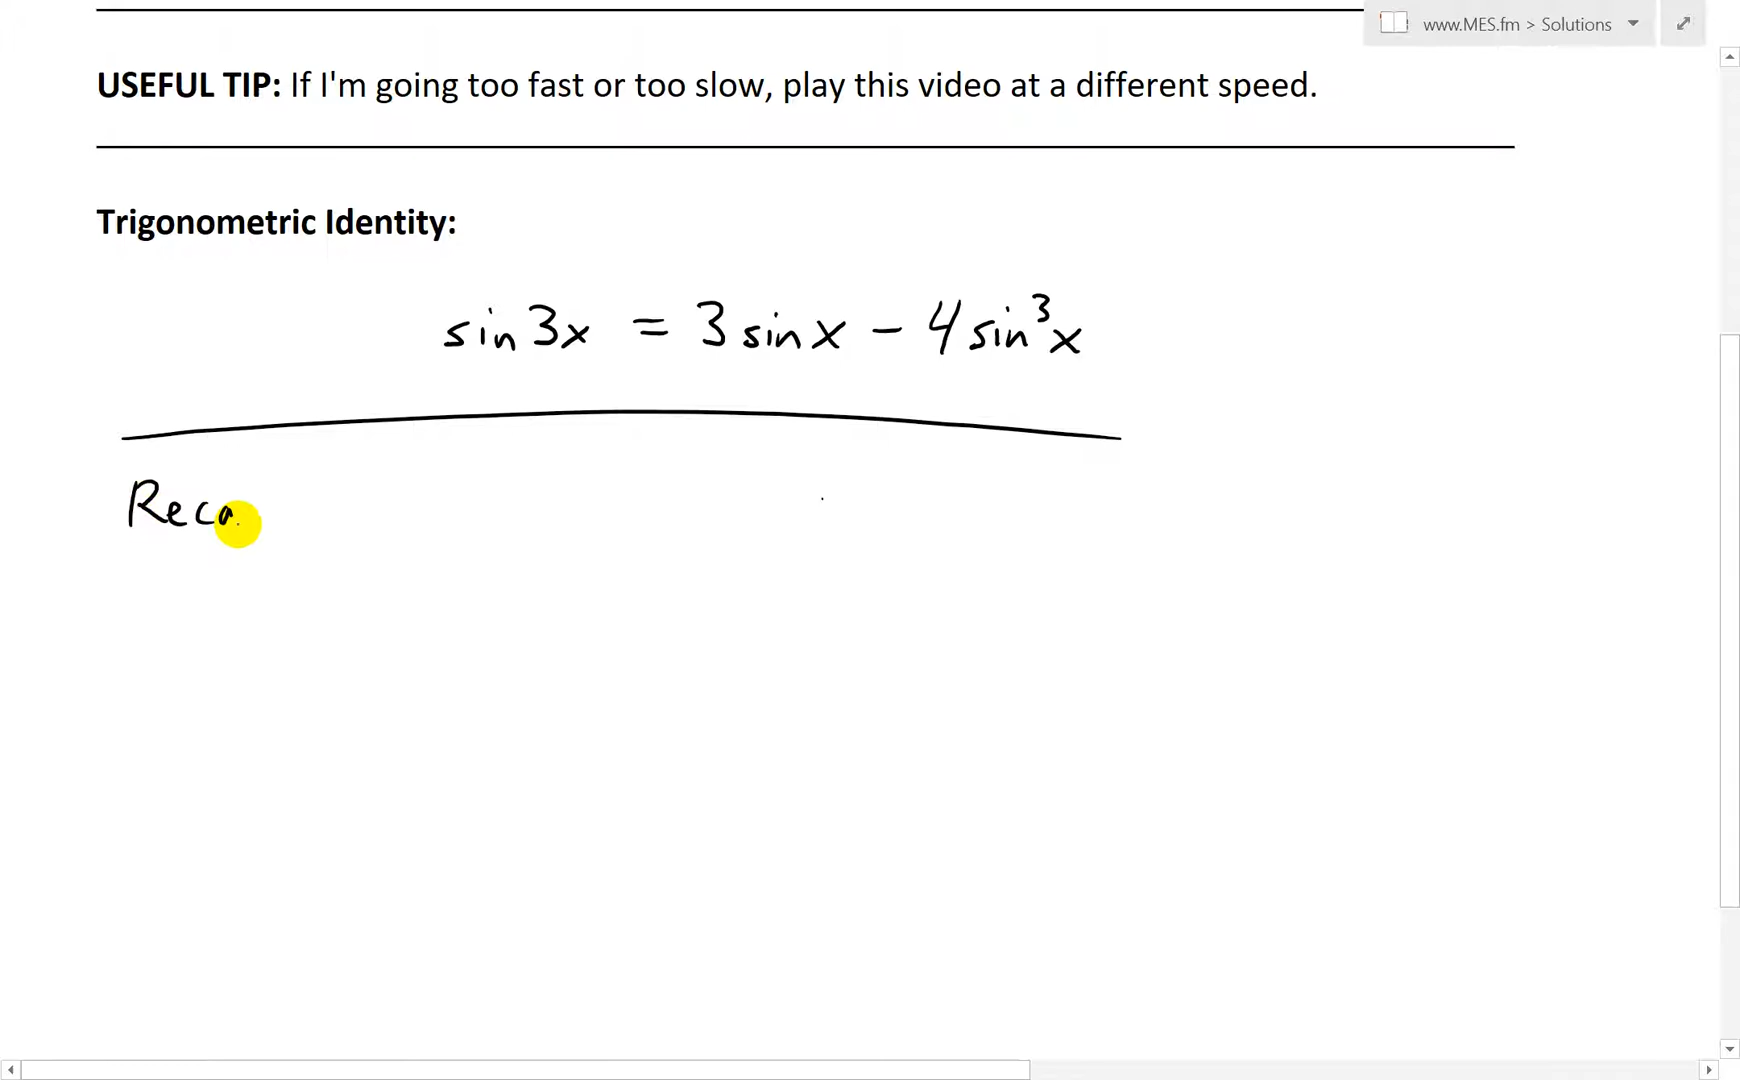 www.MES.fm > Solutions
USEFUL TIP: If I'm going too fast or too slow, play this video at a different speed.
Trigonometric Identity:
sin 3x = 3 sin x − 4 sin³ x
Reca